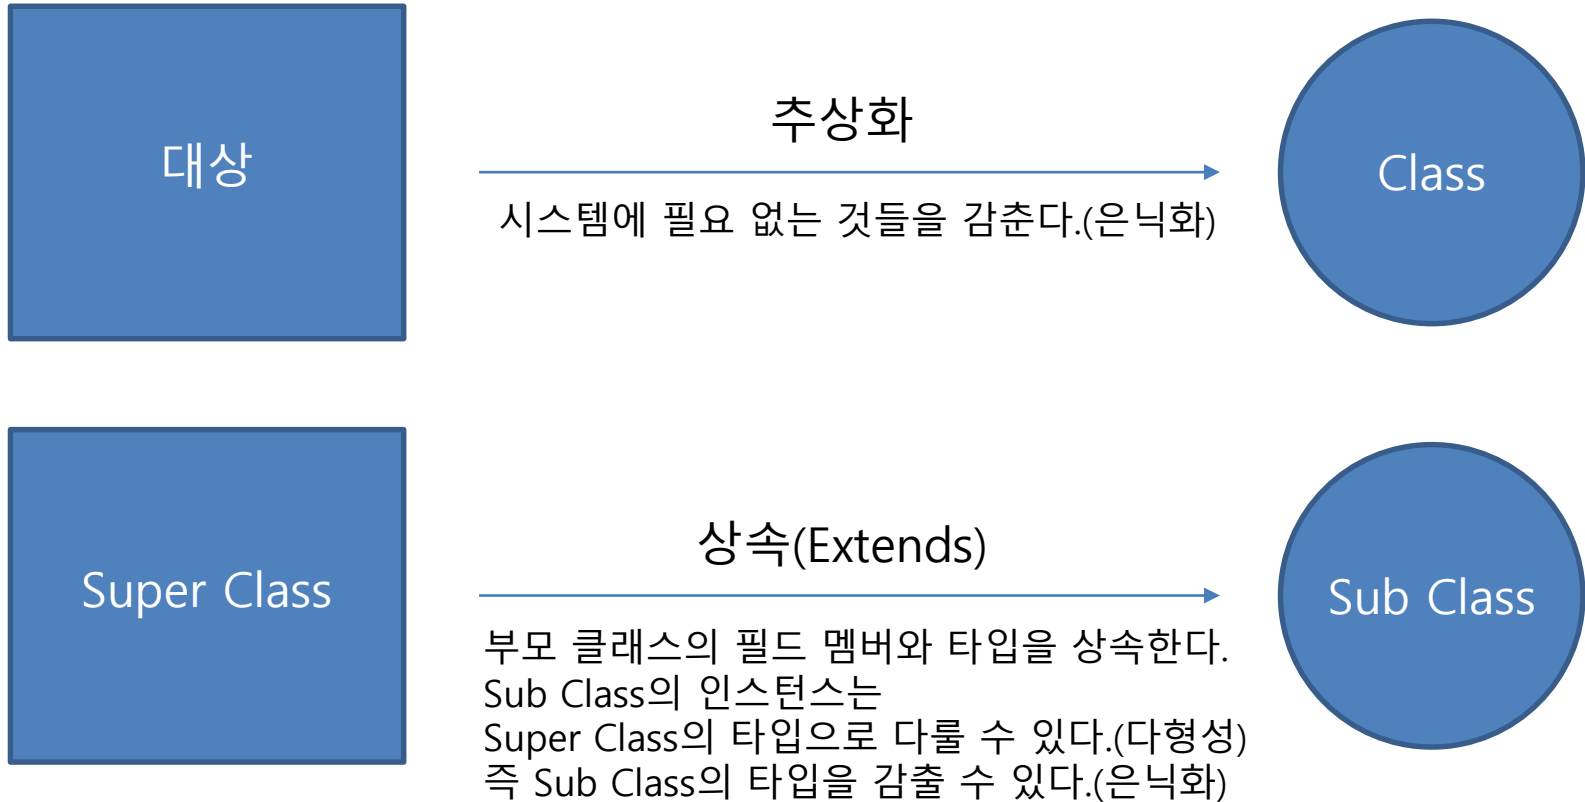 대상
추상화
시스템에 필요 없는 것들을 감춘다.(은닉화)
Class
Super Class
상속(Extends)
부모 클래스의 필드 멤버와 타입을 상속한다.
Sub Class의 인스턴스는
Super Class의 타입으로 다룰 수 있다.(다형성)
즉 Sub Class의 타입을 감출 수 있다.(은닉화)
Sub Class